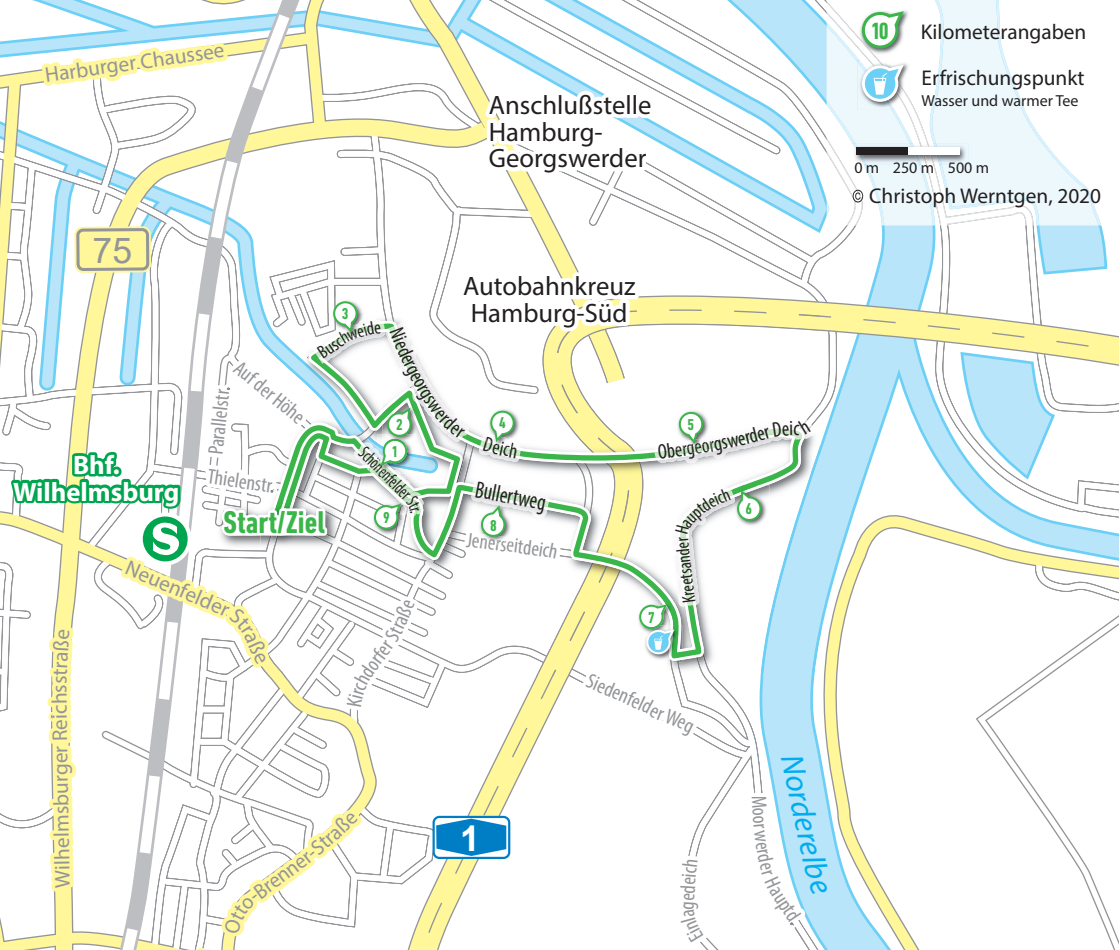 10 Kilometerangaben
Erfrischungspunkt
Wasser und warmer Tee
0 m 250 m 500 m
© Christoph Werntgen, 2020
Harburger Chaussee
Anschlußstelle
Hamburg-
Georgswerder
75
Autobahnkreuz
Hamburg-Süd
3
Buschweide
Niedergeorgswerder
Deich
4
5
Obergeorgswerder Deich
Auf der Höhe
Parallelstr.
2
1
Schönenfelder Str.
Thielenstr.
Bhf.
Wilhelmsburg
S
Start/Ziel
9
Bullertweg
8
Jenerseitdeich
6
Kreetsander Hauptdeich
7
Neuenfelder Straße
Kirchdorfer Straße
Siedenfelder Weg
Wilhelmsburger Reichsstraße
Norderelbe
1
Otto-Brenner-Straße
Moorwerder Hauptd.
Einlagedeich